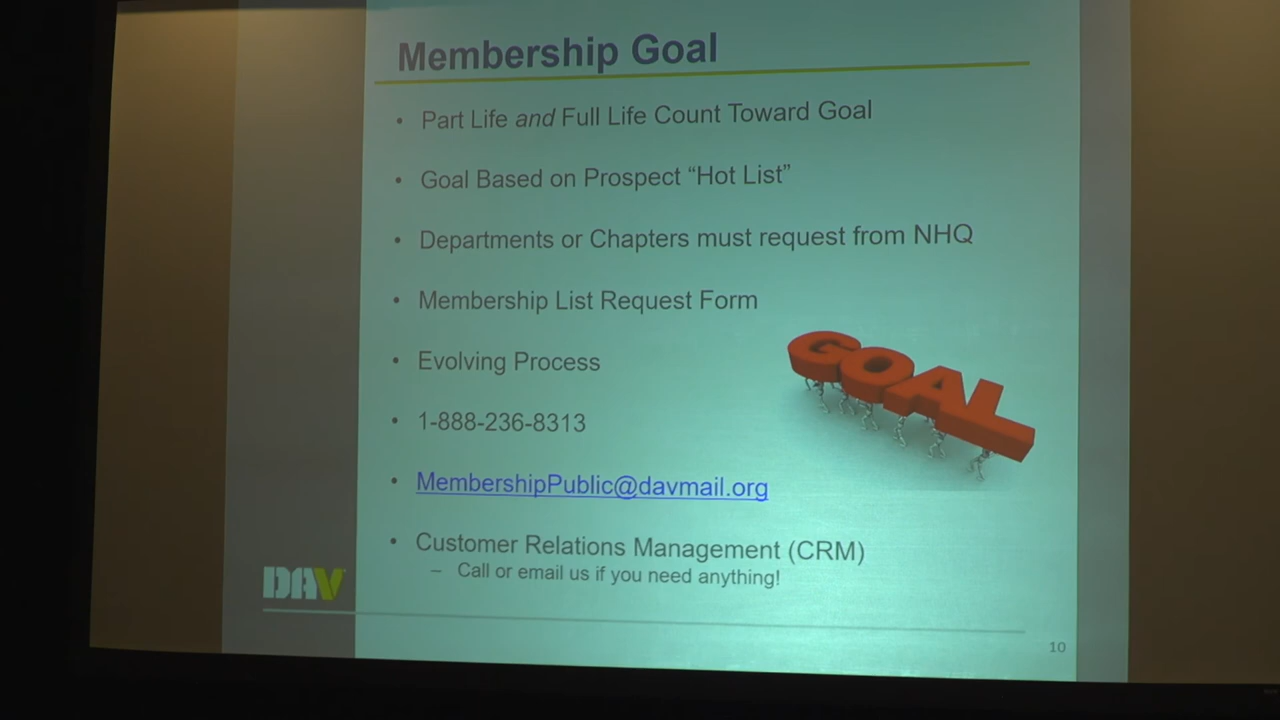 Membership Goal
• Part Life and Full Life Count Toward Goal
• Goal Based on Prospect “Hot List”
• Departments or Chapters must request from NHQ
• Membership List Request Form
• Evolving Process
• 1-888-236-8313
• MembershipPublic@davmail.org
• Customer Relations Management (CRM)
– Call or email us if you need anything!
GOAL
DAV
10